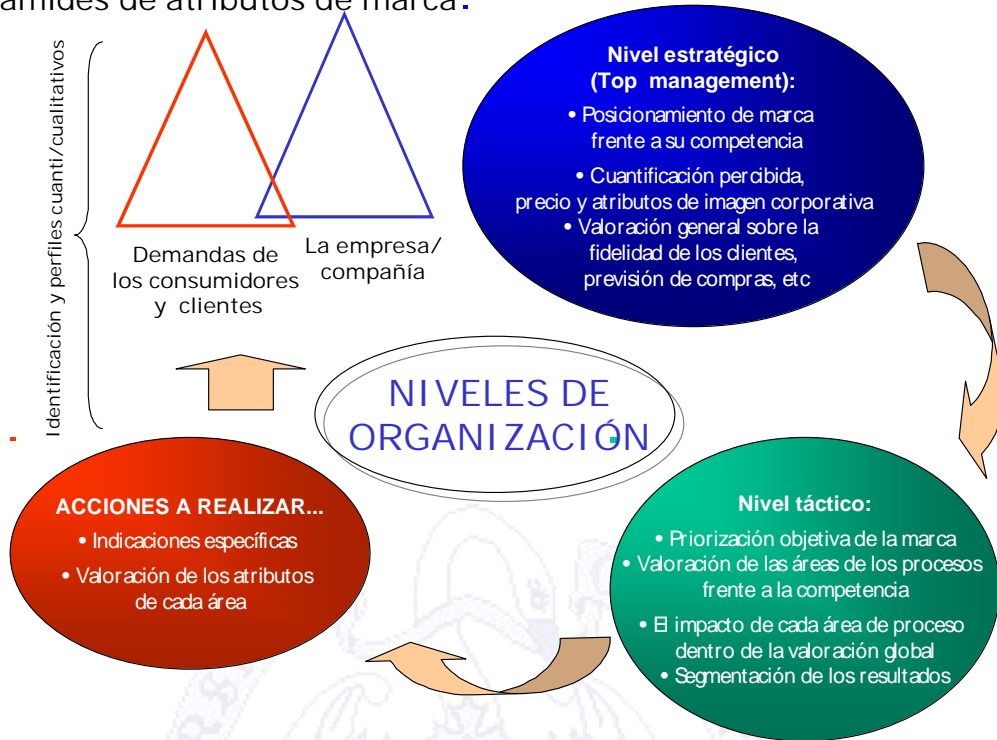 ámides de atributos de marca.
Identificación y perfiles cuanti/cualitativos
Demandas de
los consumidores
y clientes
La empresa/
compañía
Nivel estratégico
(Top management):
• Posicionamiento de marca
frente a su competencia
• Cuantificación percibida,
precio y atributos de imagen corporativa
• Valoración general sobre la
fidelidad de los clientes,
previsión de compras, etc
NIVELES DE
ORGANIZACIÓN
ACCIONES A REALIZAR...
• Indicaciones específicas
• Valoración de los atributos
de cada área
Nivel táctico:
• Priorización objetiva de la marca
• Valoración de las áreas de los procesos
frente a la competencia
• El impacto de cada área de proceso
dentro de la valoración global
• Segmentación de los resultados